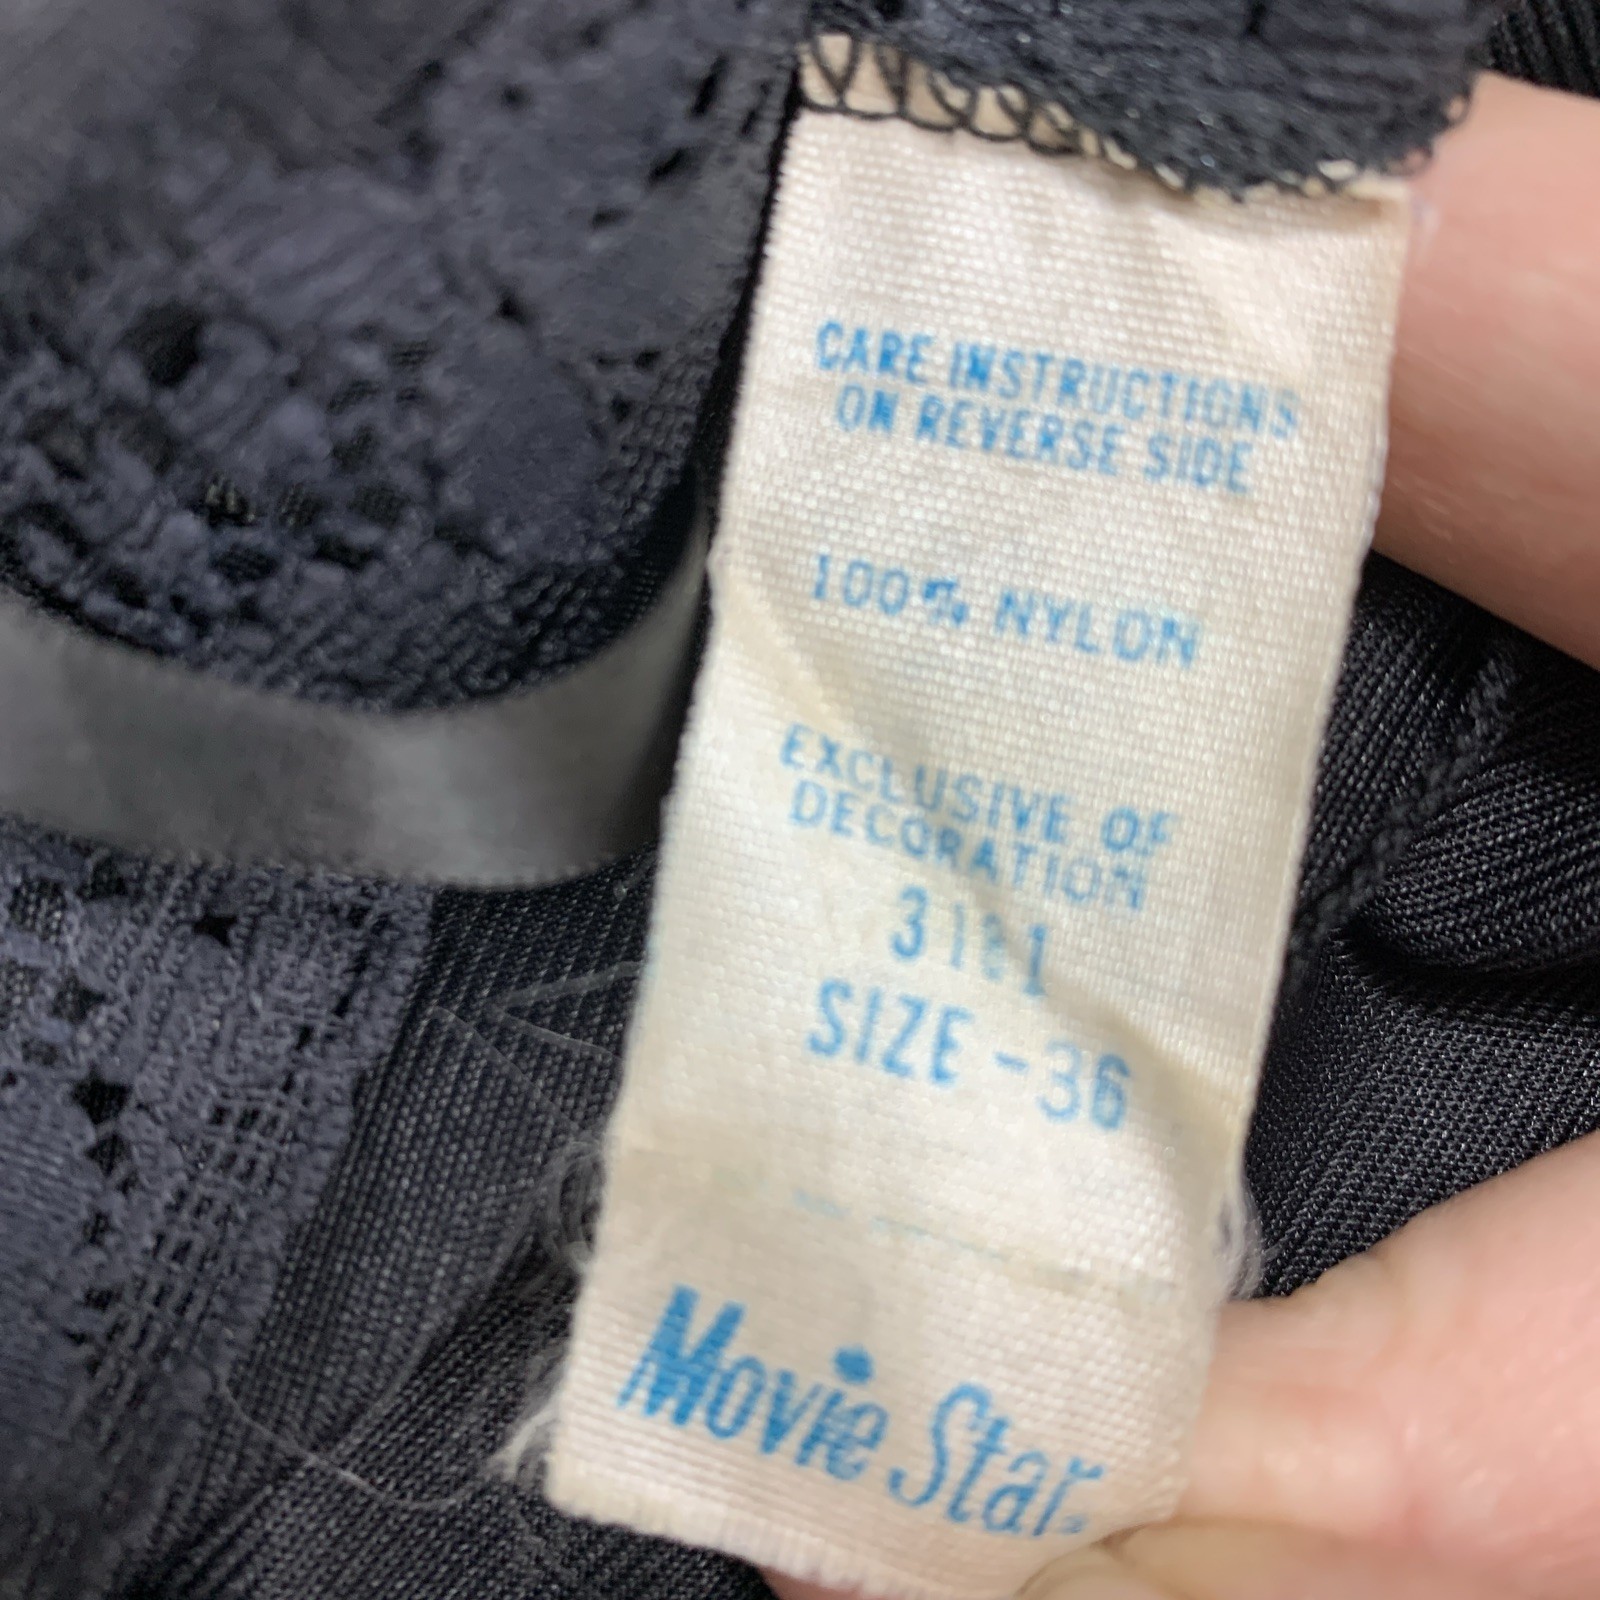 CARE INSTRUCTIONS
ON REVERSE SIDE
100% NYLON
EXCLUSIVE OF
DECORATION
SIZE - 36
Movie Star